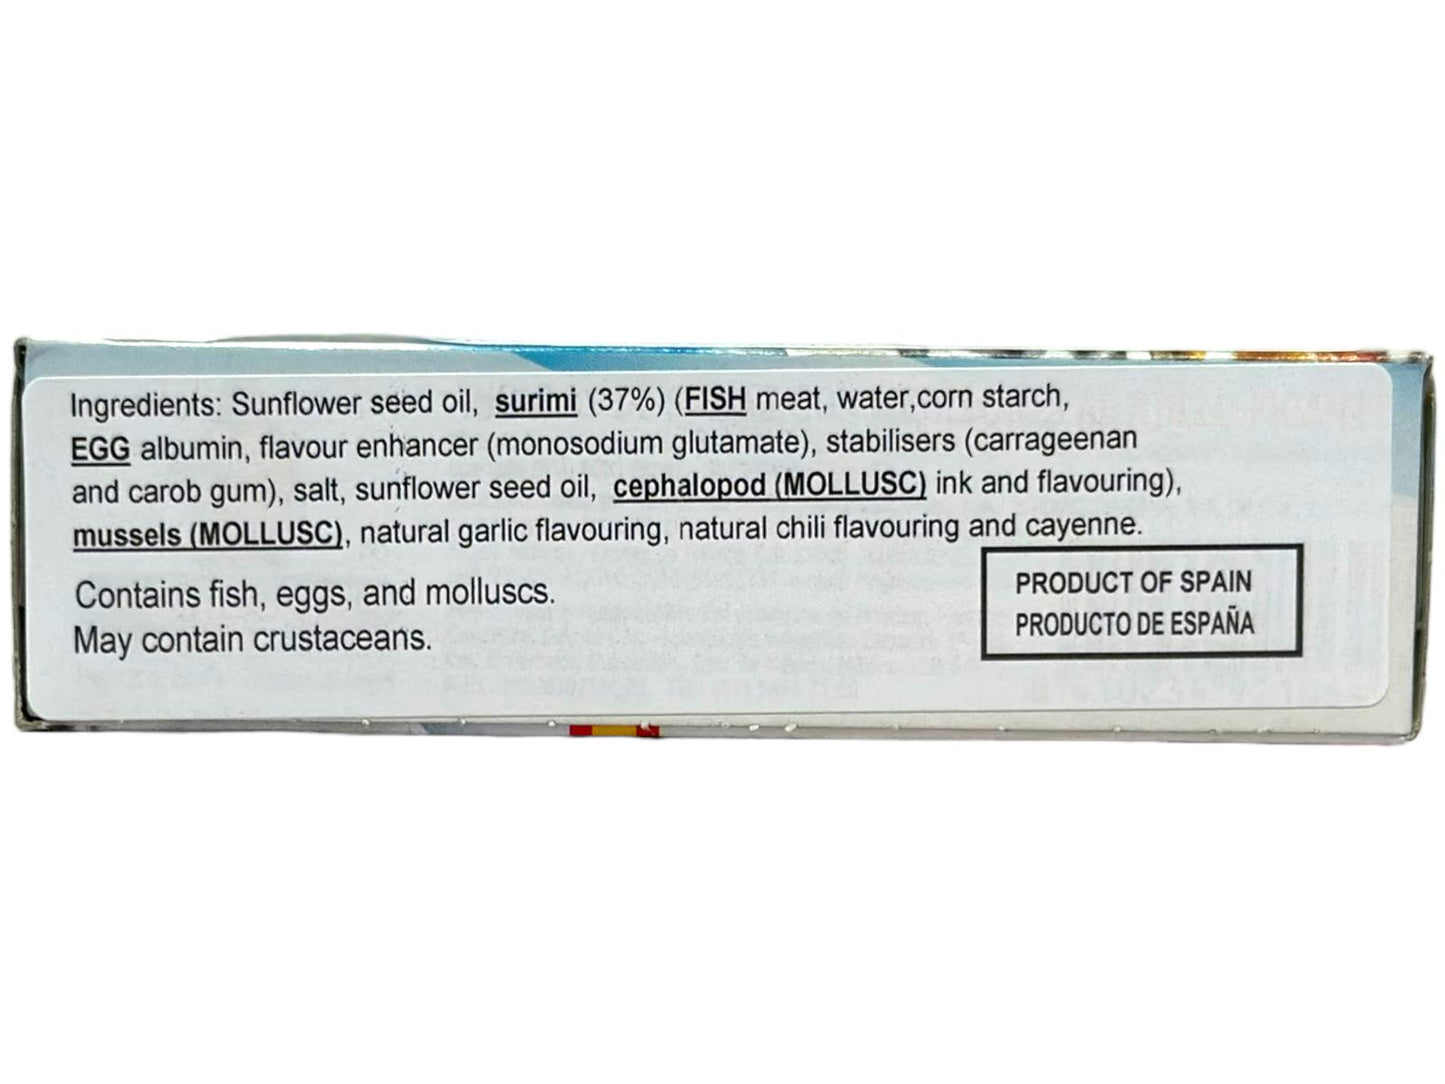 Ingredients: Sunflower seed oil, surimi (37%) (FISH meat, water,corn starch,
EGG albumin, flavour enhancer (monosodium glutamate), stabilisers (carrageenan
and carob gum), salt, sunflower seed oil, cephalopod (MOLLUSC) ink and flavouring),
mussels (MOLLUSC), natural garlic flavouring, natural chili flavouring and cayenne.
Contains fish, eggs, and molluscs.
May contain crustaceans.
PRODUCT OF SPAIN
PRODUCTO DE ESPAÑA